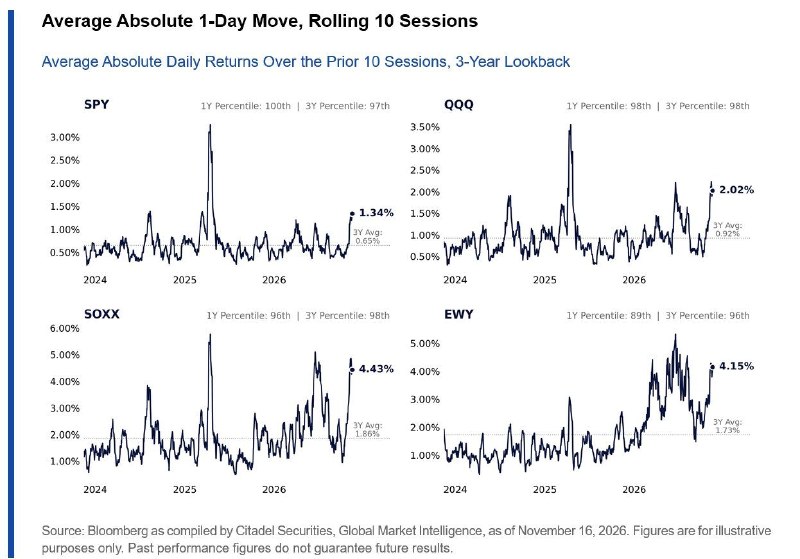 Average Absolute 1-Day Move, Rolling 10 Sessions
Average Absolute Daily Returns Over the Prior 10 Sessions, 3-Year Lookback
SPY
1Y Percentile: 100th | 3Y Percentile: 97th
3.00%
2.50%
2.00%
1.50%
1.00%
0.50%
1.34%
3Y Avg:
0.65%
2024 2025 2026
QQQ
1Y Percentile: 98th | 3Y Percentile: 98th
3.50%
3.00%
2.50%
2.00%
1.50%
1.00%
0.50%
2.02%
3Y Avg:
0.92%
2024 2025 2026
SOXX
1Y Percentile: 96th | 3Y Percentile: 98th
6.00%
5.00%
4.00%
3.00%
2.00%
1.00%
4.43%
3Y Avg:
1.86%
2024 2025 2026
EWY
1Y Percentile: 89th | 3Y Percentile: 96th
5.00%
4.00%
3.00%
2.00%
1.00%
4.15%
3Y Avg:
1.73%
2024 2025 2026
Source: Bloomberg as compiled by Citadel Securities, Global Market Intelligence, as of November 16, 2026. Figures are for illustrative
purposes only. Past performance figures do not guarantee future results.